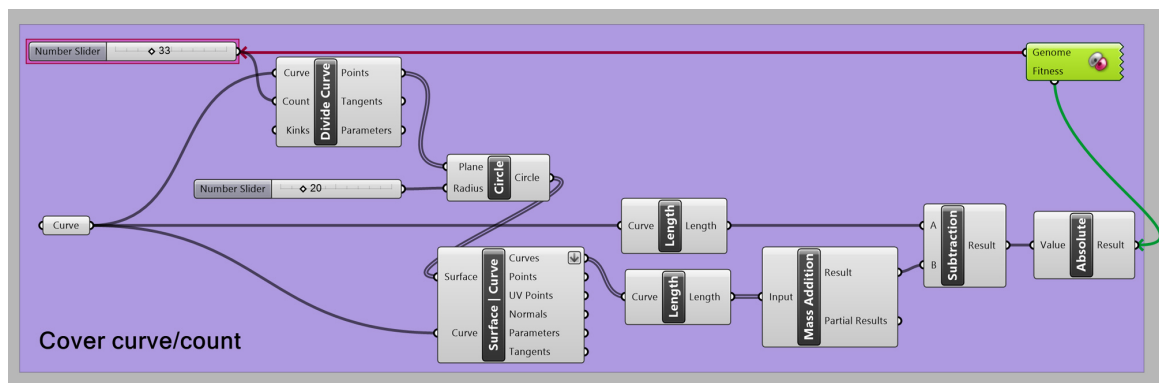 Number Slider 33
Genome
Fitness
Curve Points
Count Tangents
Kinks Parameters
Divide Curve
Plane
Radius
Circle
Circle
Number Slider 20
Curve
Curve Length
Length
A
B
Subtraction
Result
Value Result
Absolute
Surface
Curve
Surface | Curve
Curves
Points
UV Points
Normals
Parameters
Tangents
Curve Length
Length
Input
Mass Addition
Result
Partial Results
Cover curve/count